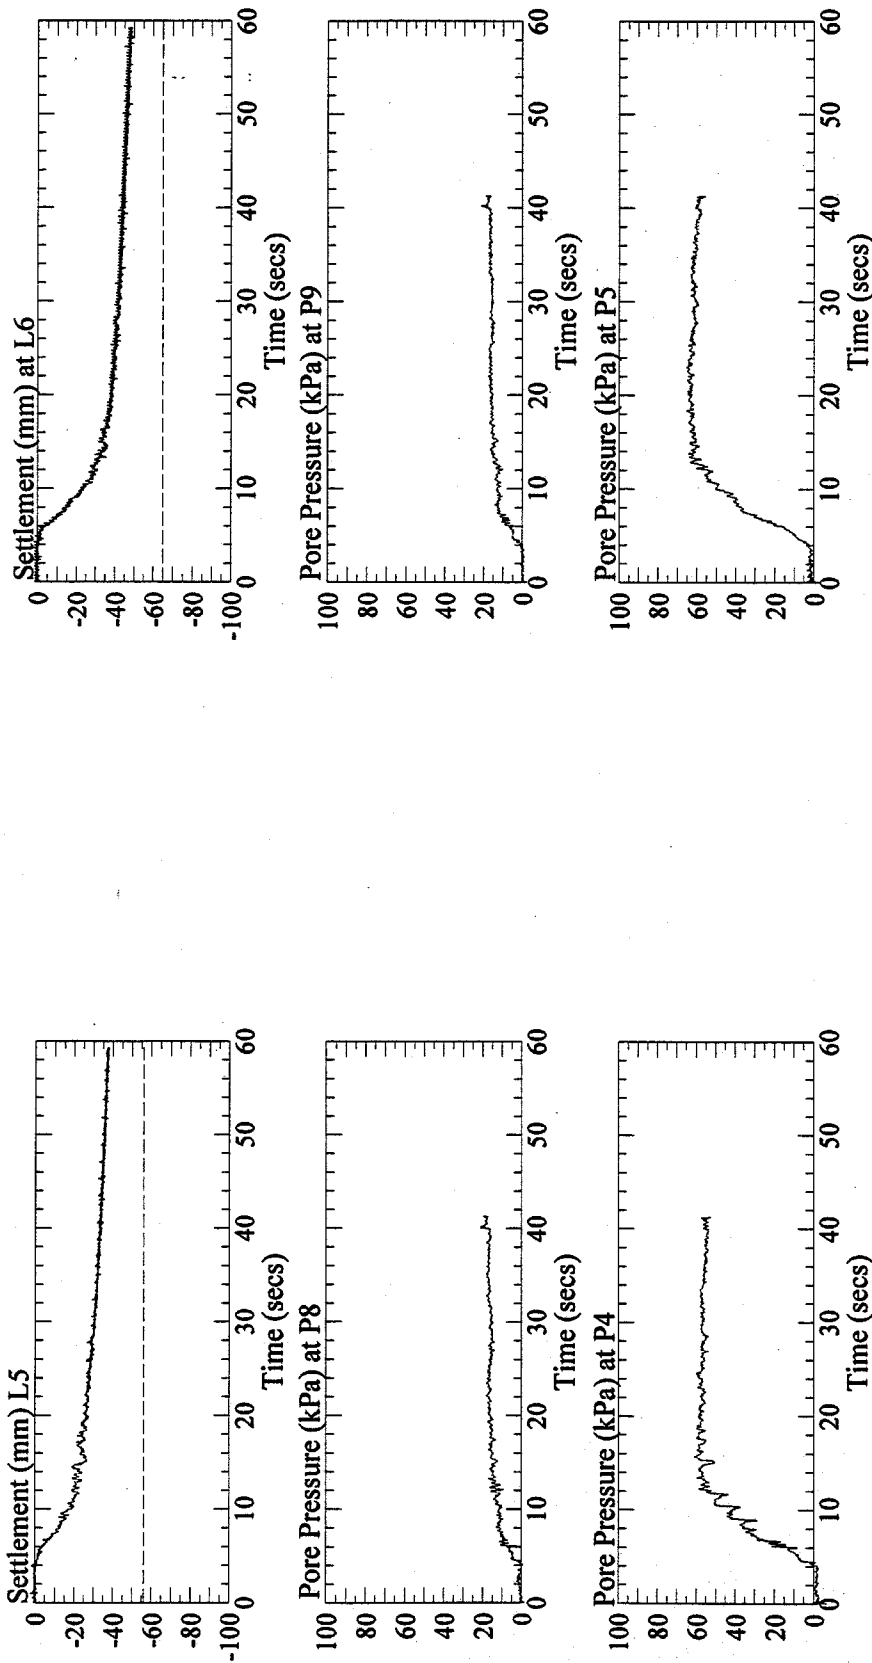 Settlement (mm) L5
0
-20
-40
-60
-80
-100
0 10 20 30 40 50 60
Time (secs)
Pore Pressure (kPa) at P8
100
80
60
40
20
0
0 10 20 30 40 50 60
Time (secs)
Pore Pressure (kPa) at P4
100
80
60
40
20
0
0 10 20 30 40 50 60
Time (secs)
Settlement (mm) at L6
0
-20
-40
-60
-80
-100
0 10 20 30 40 50 60
Time (secs)
Pore Pressure (kPa) at P9
100
80
60
40
20
0
0 10 20 30 40 50 60
Time (secs)
Pore Pressure (kPa) at P5
100
80
60
40
20
0
0 10 20 30 40 50 60
Time (secs)